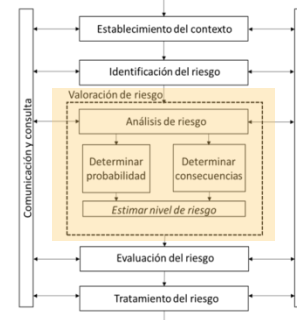 Establecimiento del contexto
Identificación del riesgo
Valoración de riesgo
Análisis de riesgo
Determinar
probabilidad
Determinar
consecuencias
Estimar nivel de riesgo
Evaluación del riesgo
Tratamiento del riesgo
Comunicación y consulta